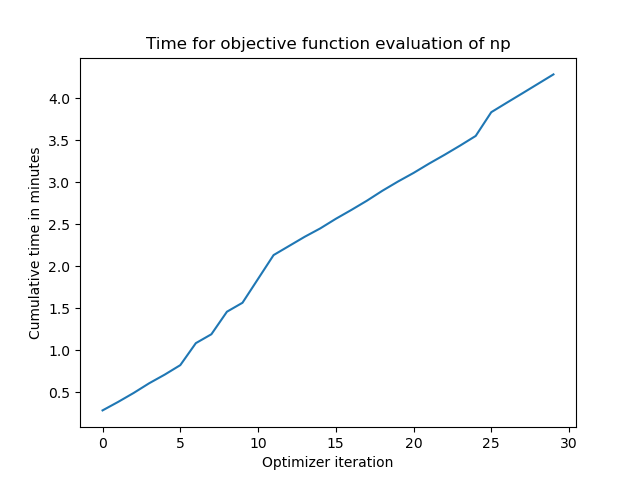 Time for objective function evaluation of np
4.0
3.5
3.0
2.5
2.0
1.5
1.0
0.5
Cumulative time in minutes
0 5 10 15 20 25 30
Optimizer iteration